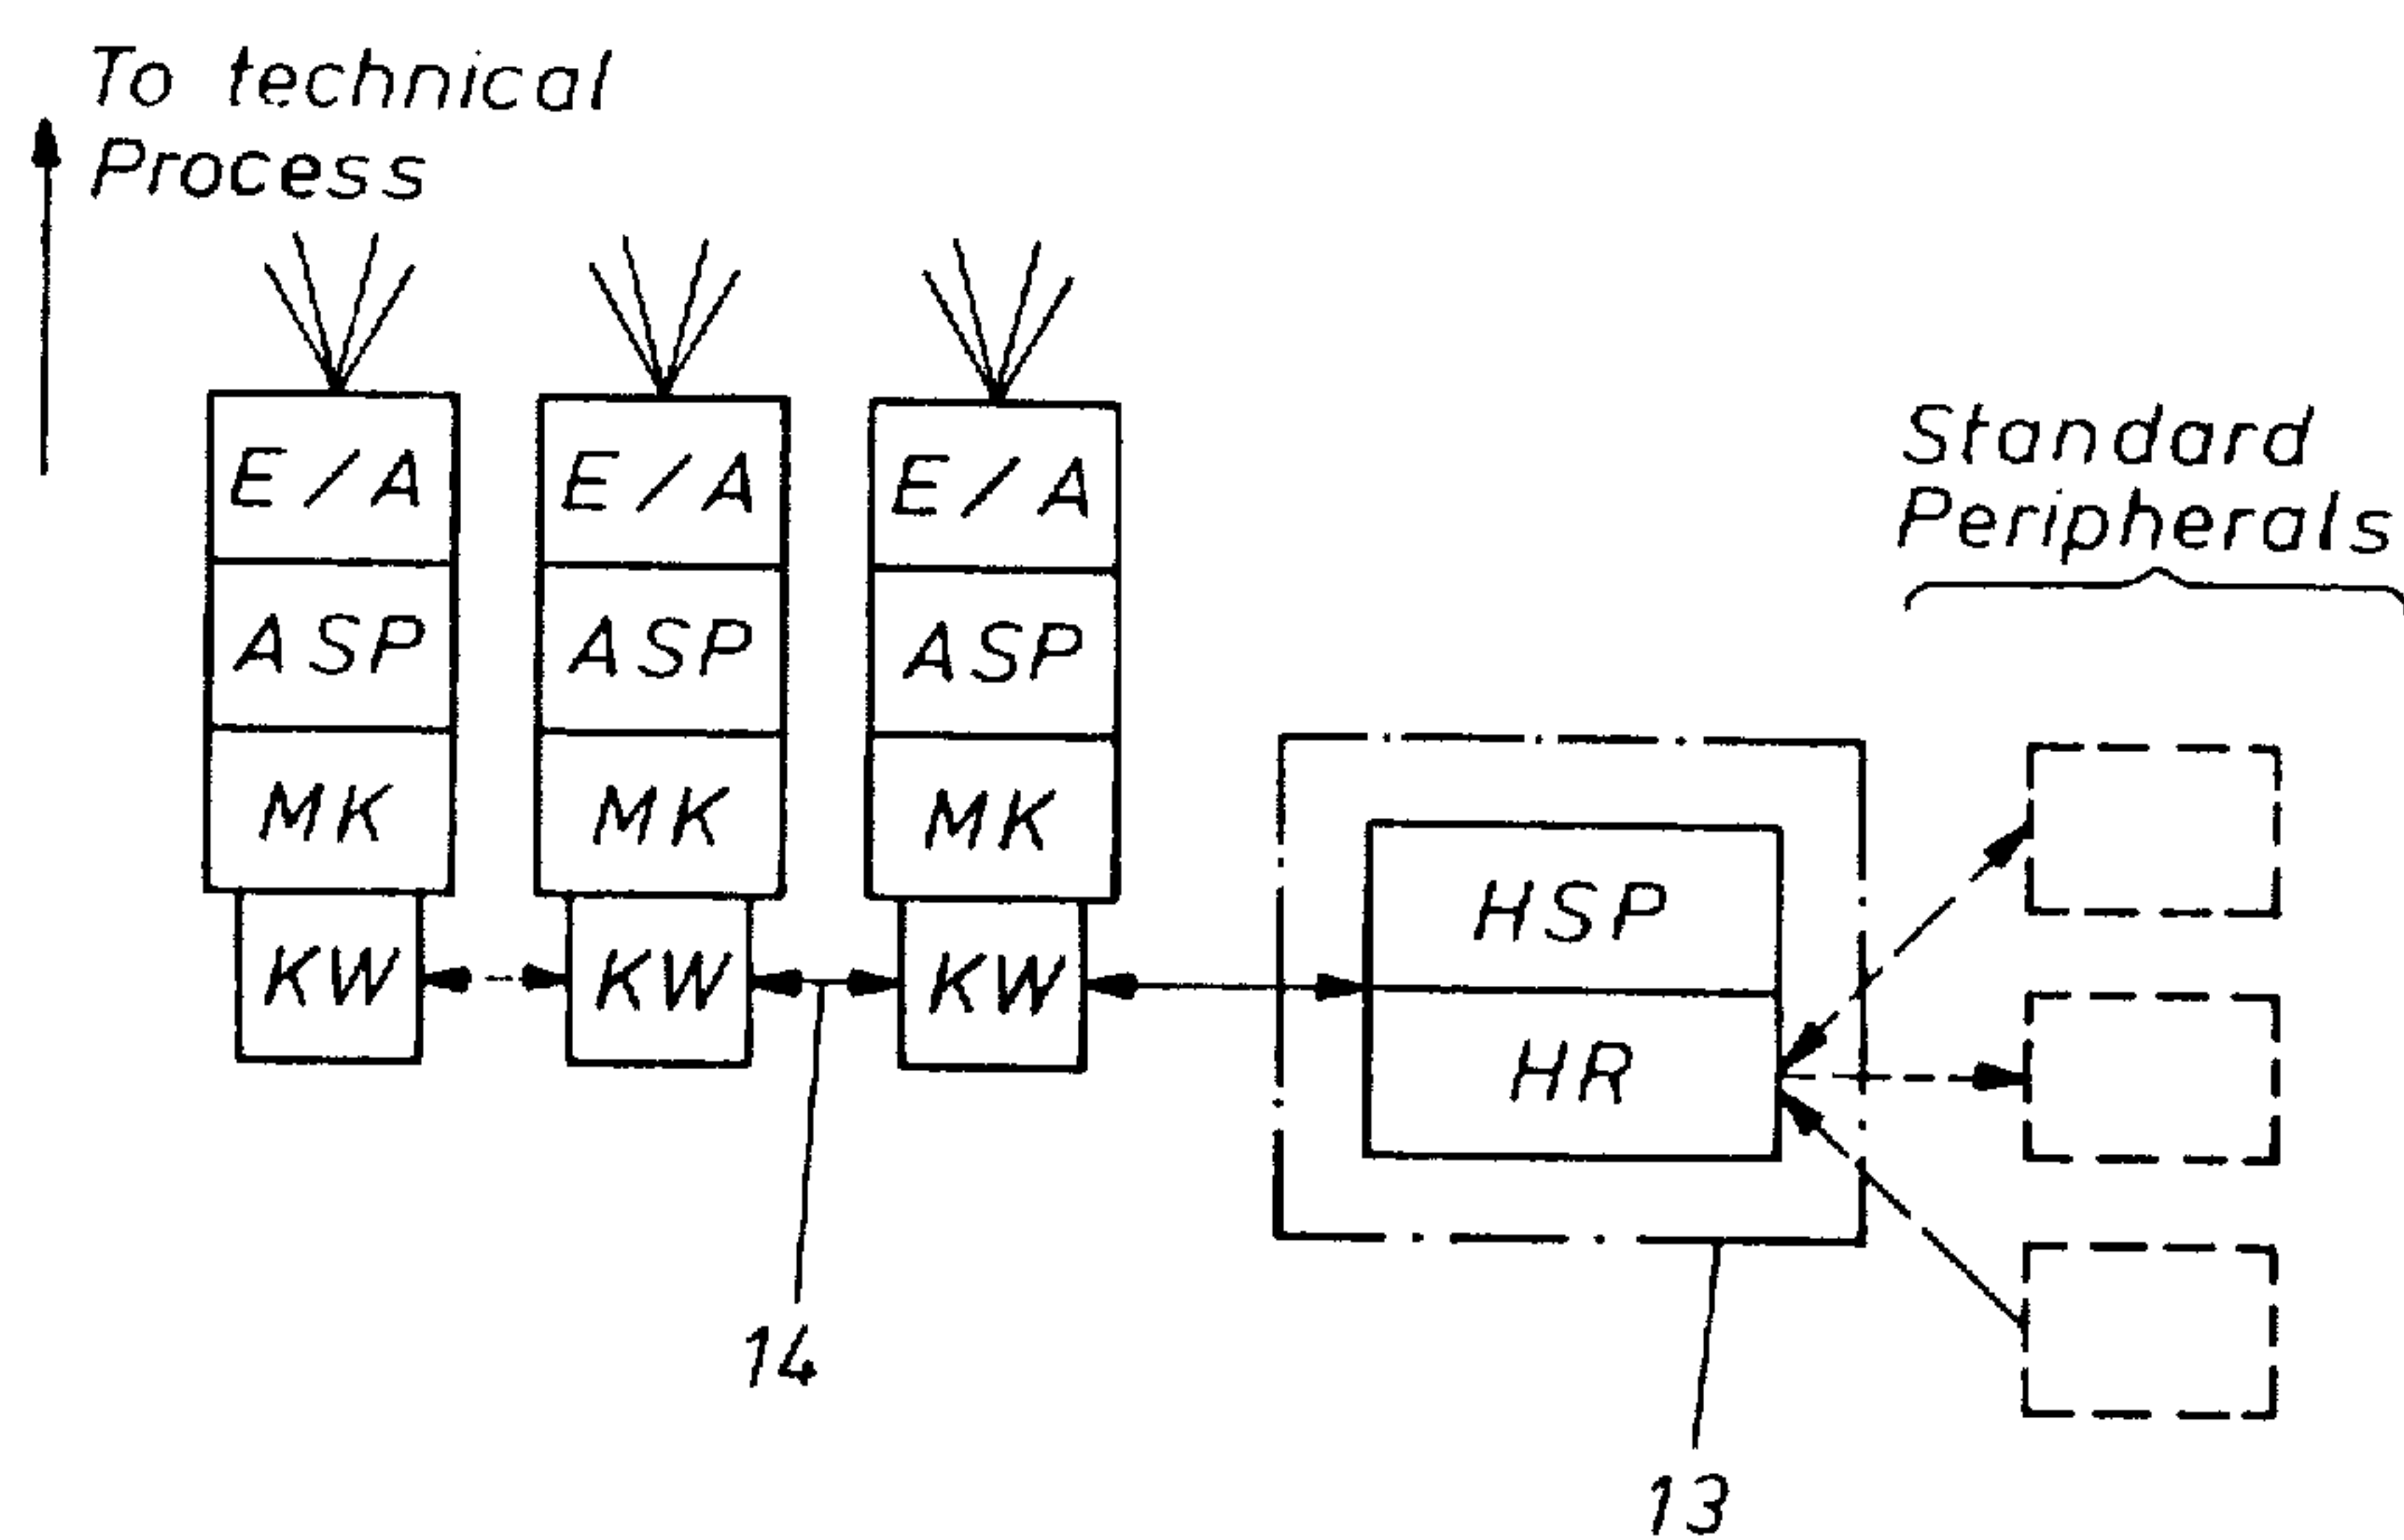 To technical
Process
E/A
E/A
E/A
Standard
Peripherals
ASP
ASP
ASP
MK
MK
MK
HSP
KW
KW
KW
HR
14
13